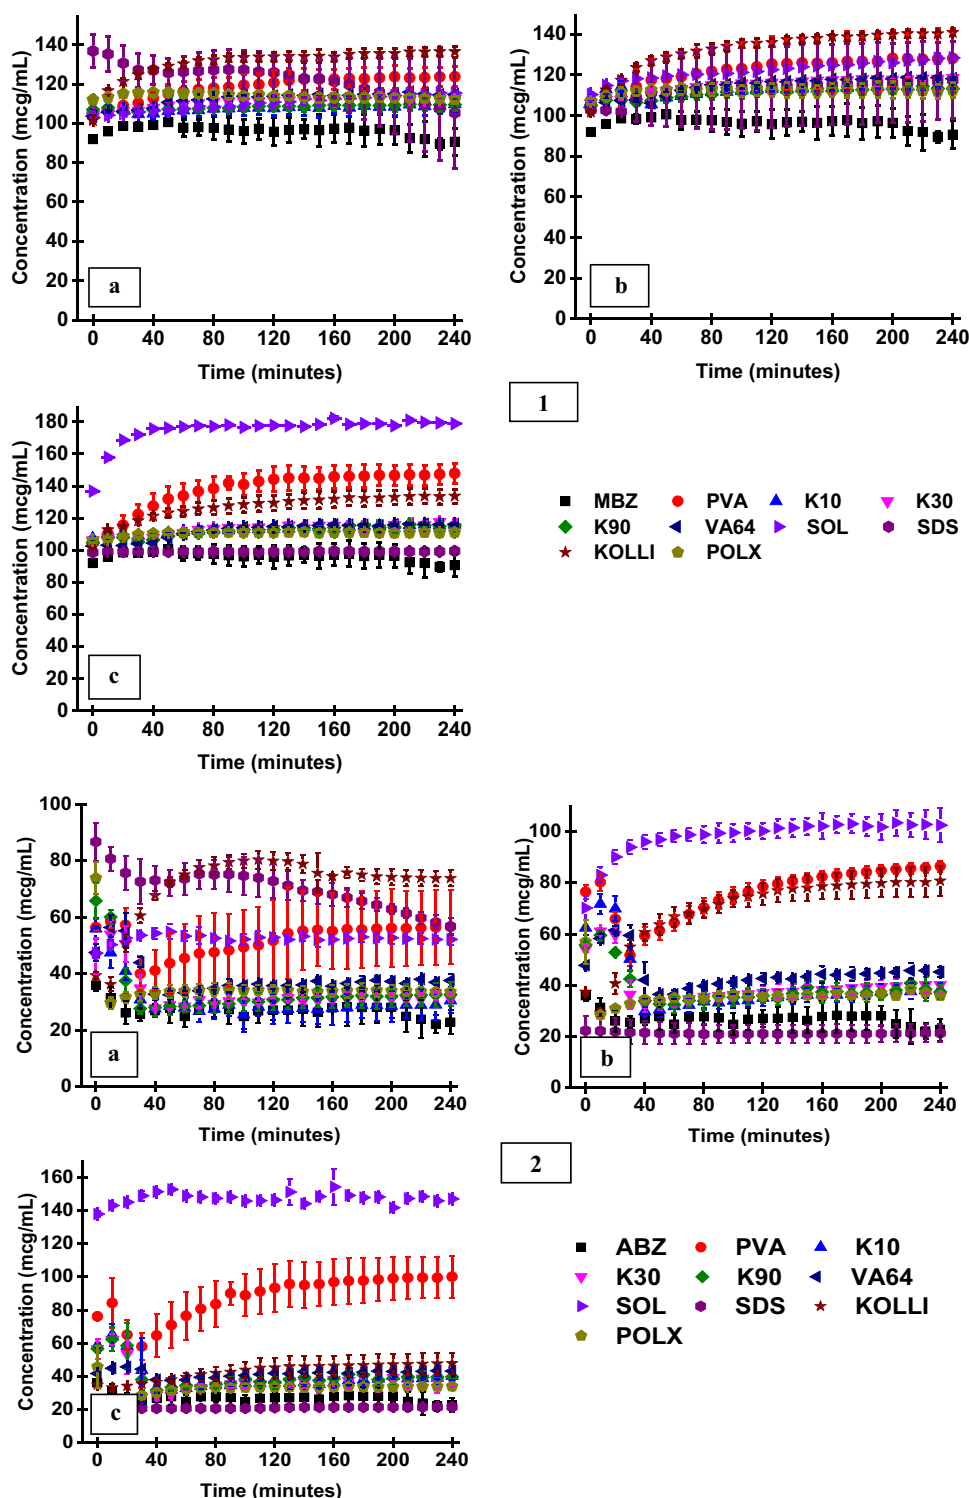 Concentration (mcg/mL)
140
120
100
80
60
40
20
0
a
0 40 80 120 160 200 240
Time (minutes)
Concentration (mcg/mL)
140
120
100
80
60
40
20
0
b
0 40 80 120 160 200 240
Time (minutes)
1
Concentration (mcg/mL)
180
160
140
120
100
80
60
40
20
0
c
0 40 80 120 160 200 240
Time (minutes)
MBZ PVA K10 K30
K90 VA64 SOL SDS
KOLLI POLX
Concentration (mcg/mL)
100
80
60
40
20
0
a
0 40 80 120 160 200 240
Time (minutes)
Concentration (mcg/mL)
100
80
60
40
20
0
b
0 40 80 120 160 200 240
Time (minutes)
2
Concentration (mcg/mL)
160
140
120
100
80
60
40
20
0
c
0 40 80 120 160 200 240
Time (minutes)
ABZ PVA K10
K30 K90 VA64
SOL SDS KOLLI
POLX